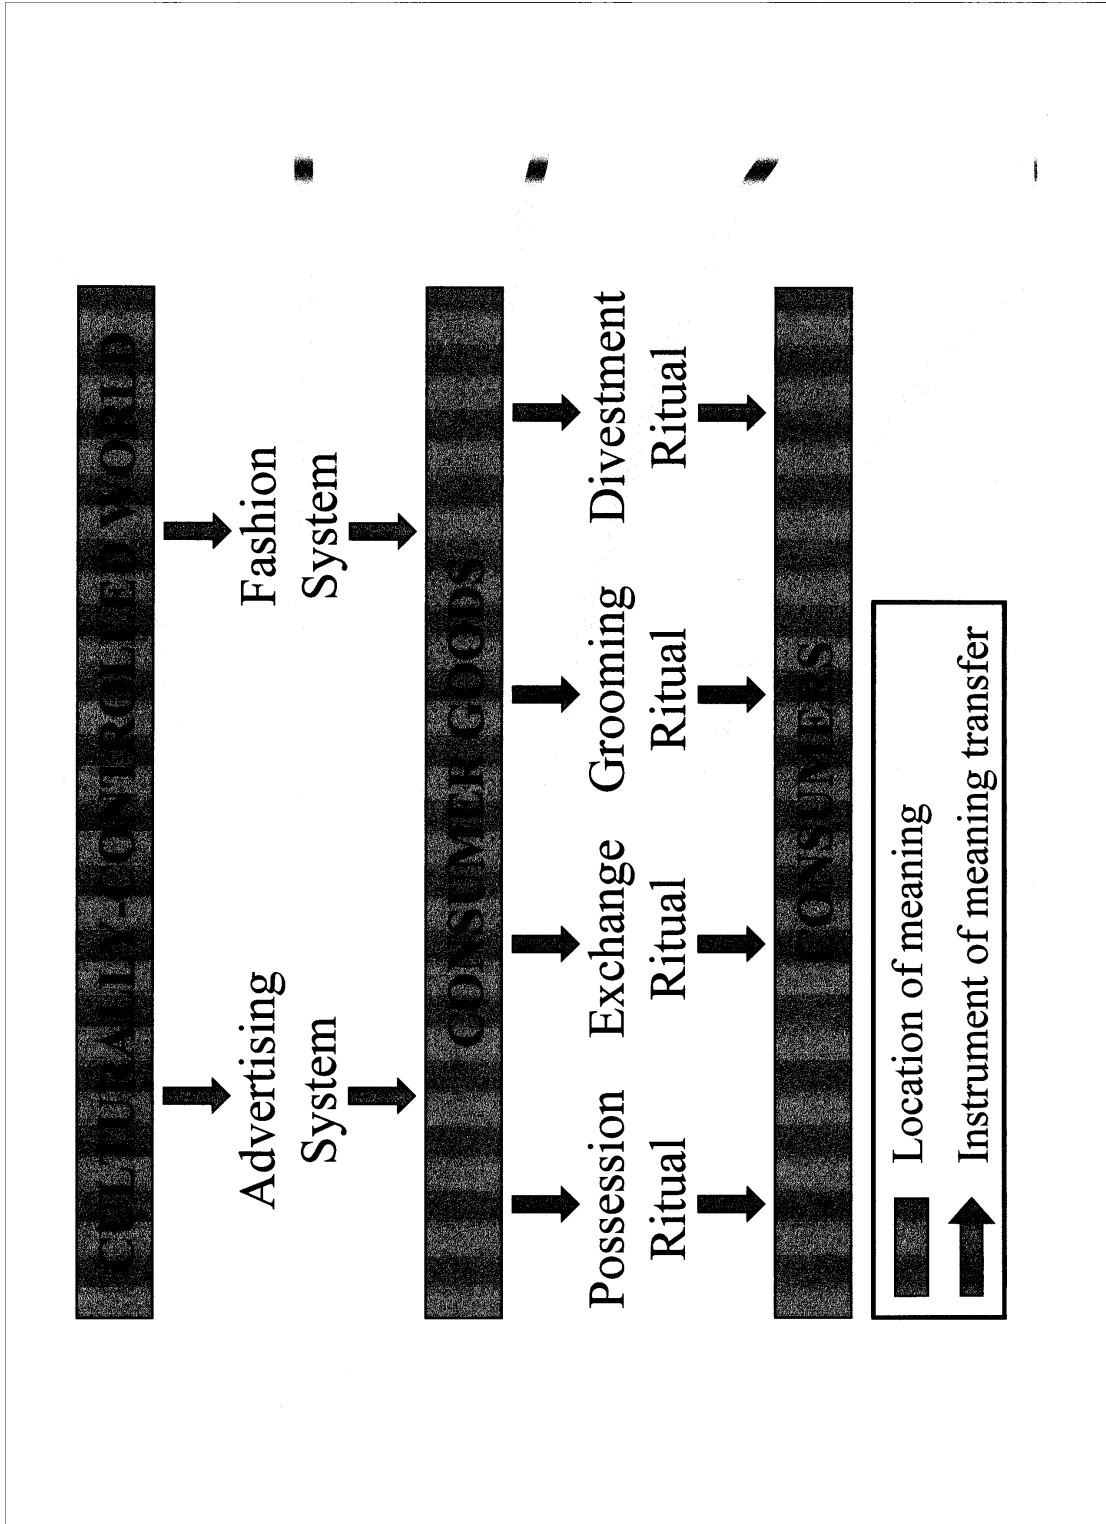 CULTURALLY-CONTROLED WORLD
Advertising
System
Fashion
System
CONSUMER GOODS
Possession
Ritual
Exchange
Ritual
Grooming
Ritual
Divestment
Ritual
CONSUMERS
Location of meaning
Instrument of meaning transfer